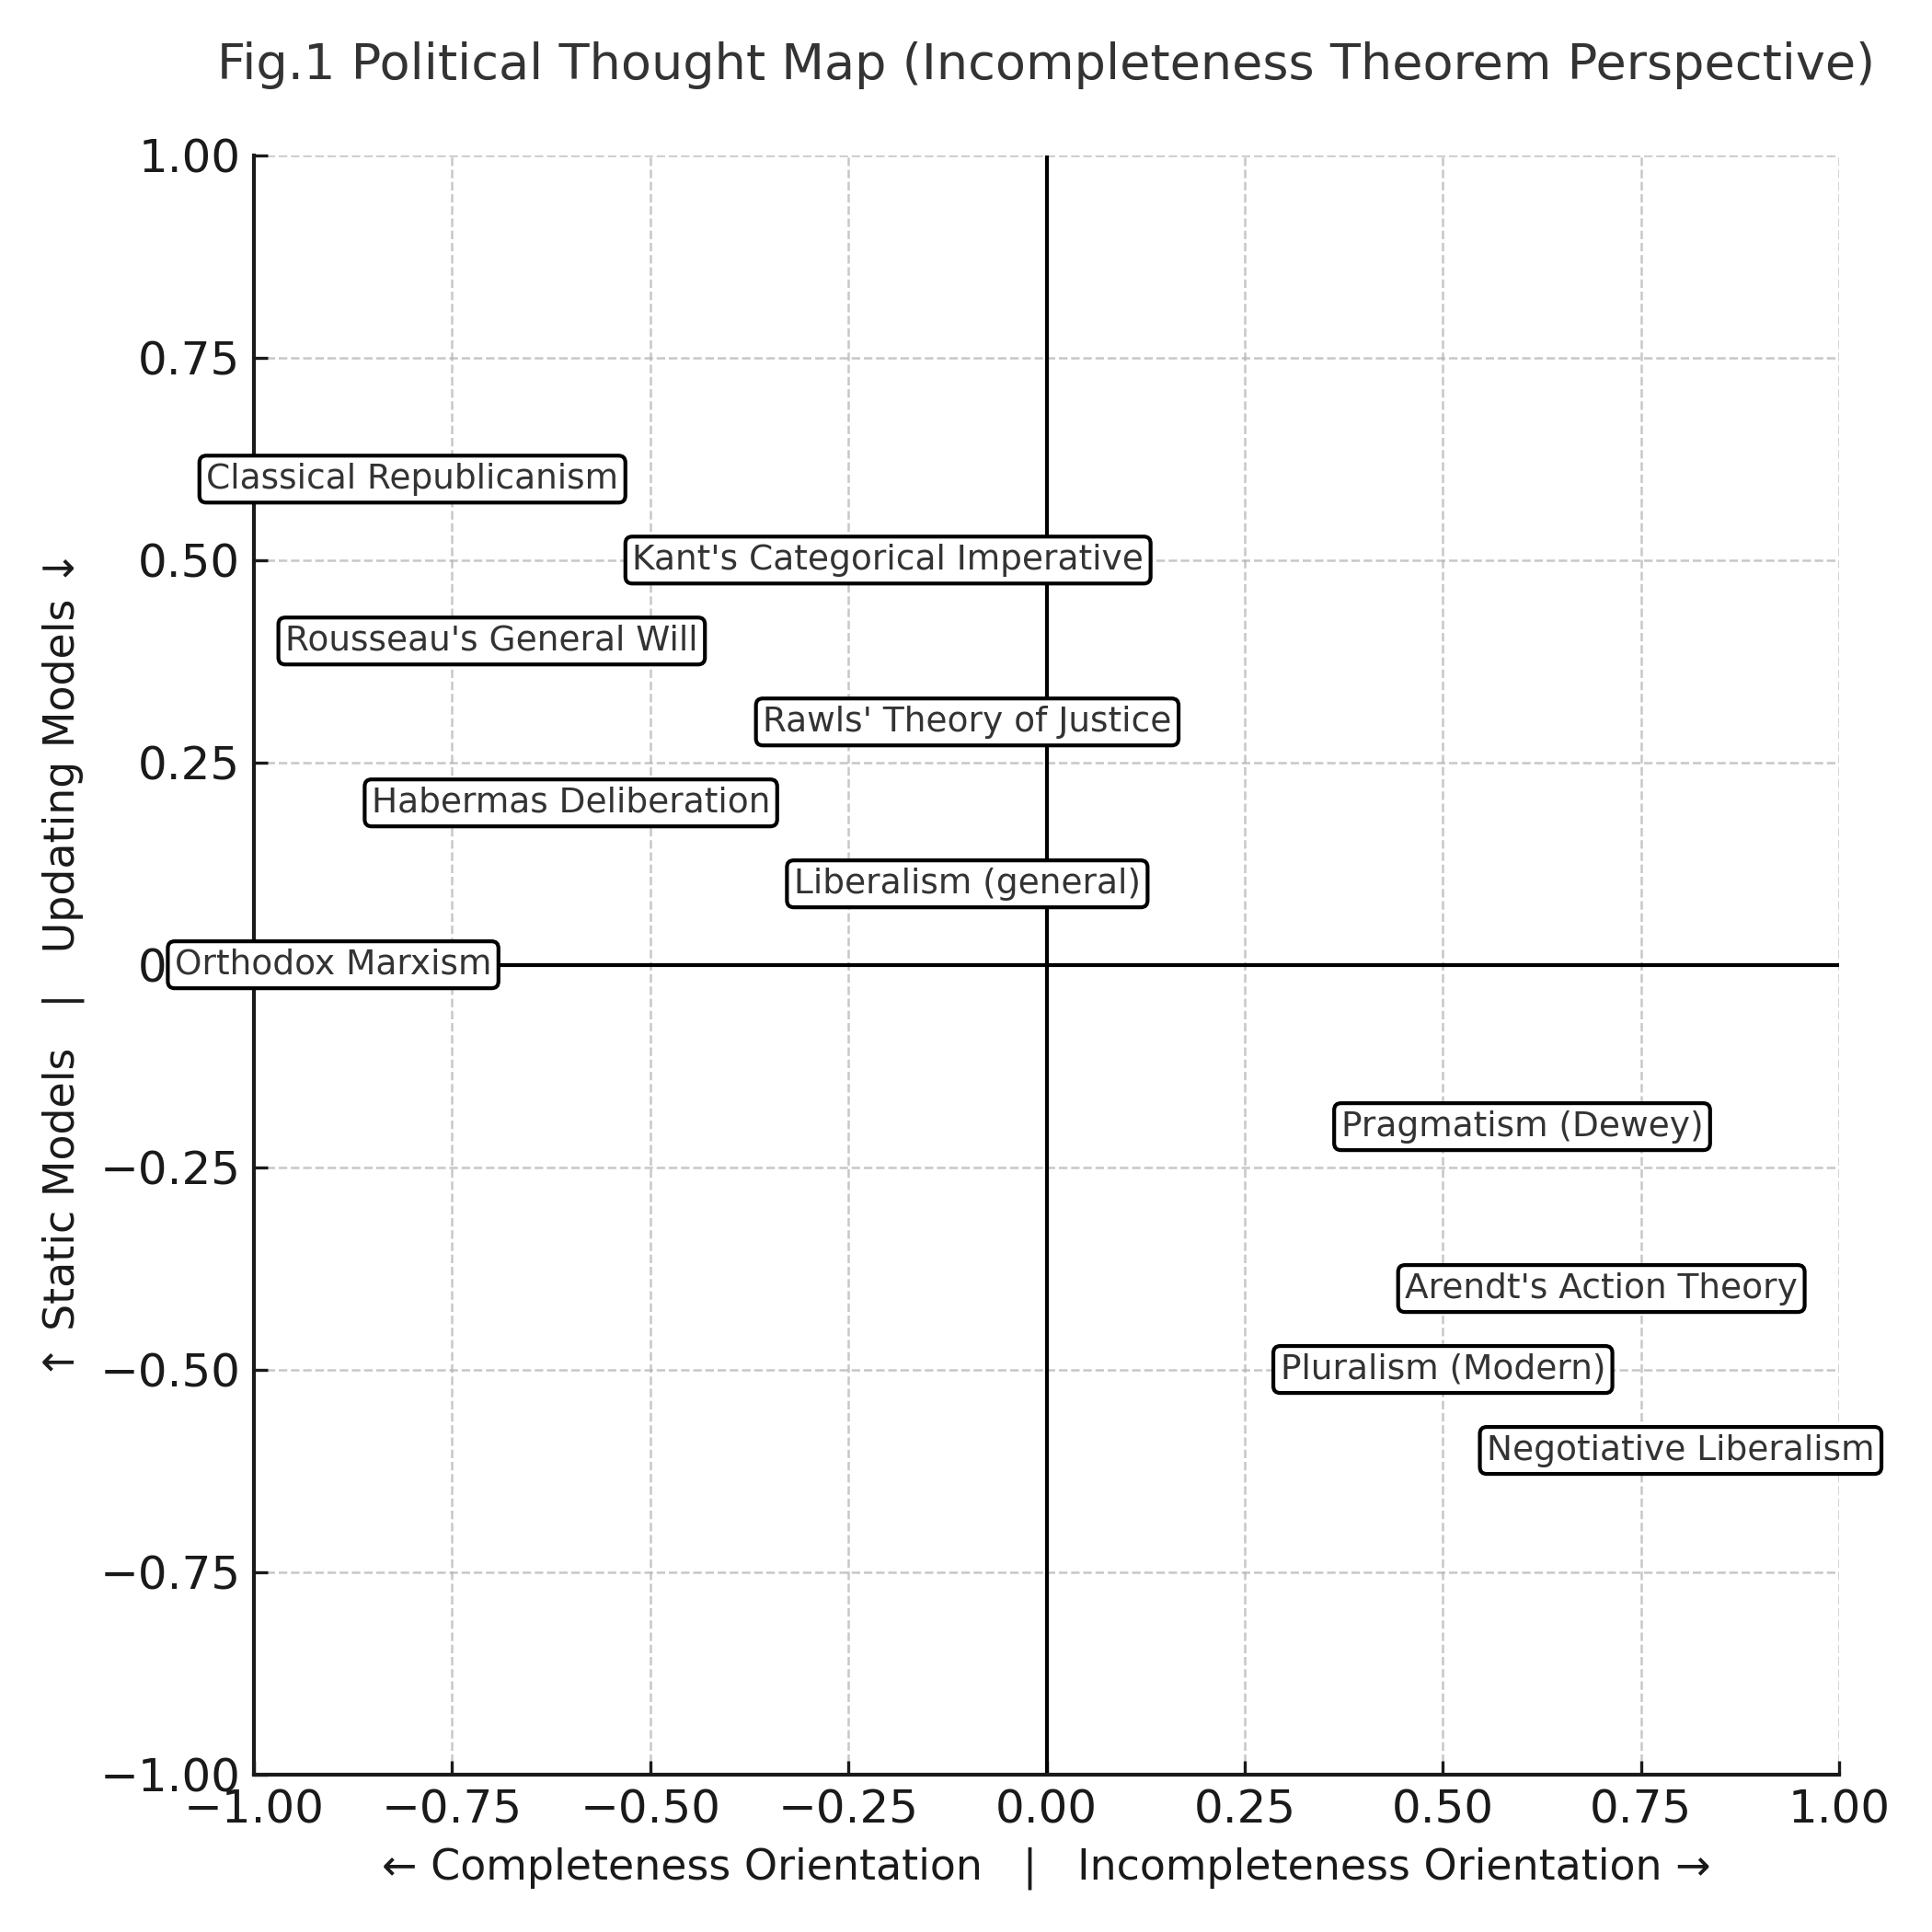 Fig.1 Political Thought Map (Incompleteness Theorem Perspective)
1.00
0.75
Classical Republicanism
0.50
Kant's Categorical Imperative
Rousseau's General Will
Rawls' Theory of Justice
0.25
Habermas Deliberation
Liberalism (general)
0
Orthodox Marxism
Pragmatism (Dewey)
−0.25
Arendt's Action Theory
−0.50
Pluralism (Modern)
Negotiative Liberalism
−0.75
−1.00
↑ Static Models | Updating Models →
−1.00 −0.75 −0.50 −0.25 0.00 0.25 0.50 0.75 1.00
← Completeness Orientation | Incompleteness Orientation →